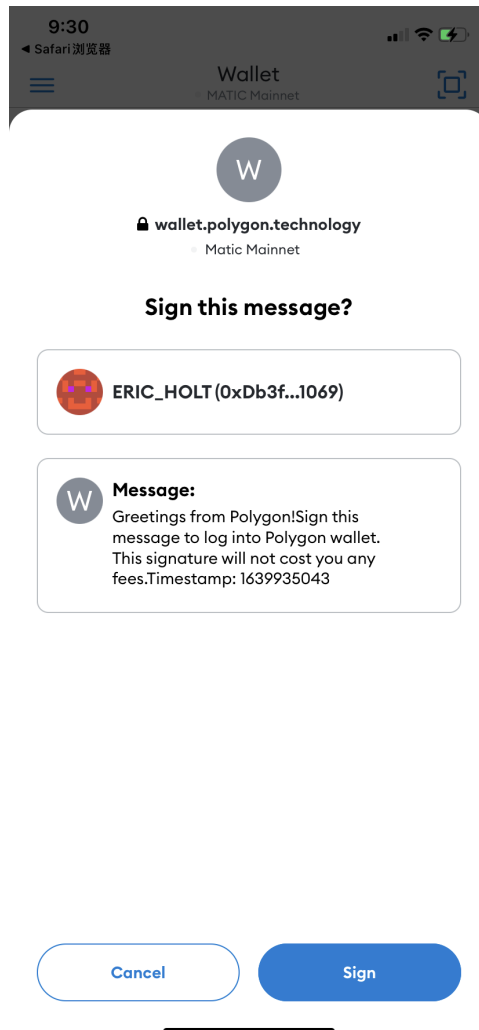 9:30
◀ Safari浏览器
Wallet
MATIC Mainnet
W
wallet.polygon.technology
Matic Mainnet
Sign this message?
ERIC_HOLT (0xDb3f...1069)
W
Message:
Greetings from Polygon!Sign this
message to log into Polygon wallet.
This signature will not cost you any
fees.Timestamp: 1639935043
Cancel
Sign